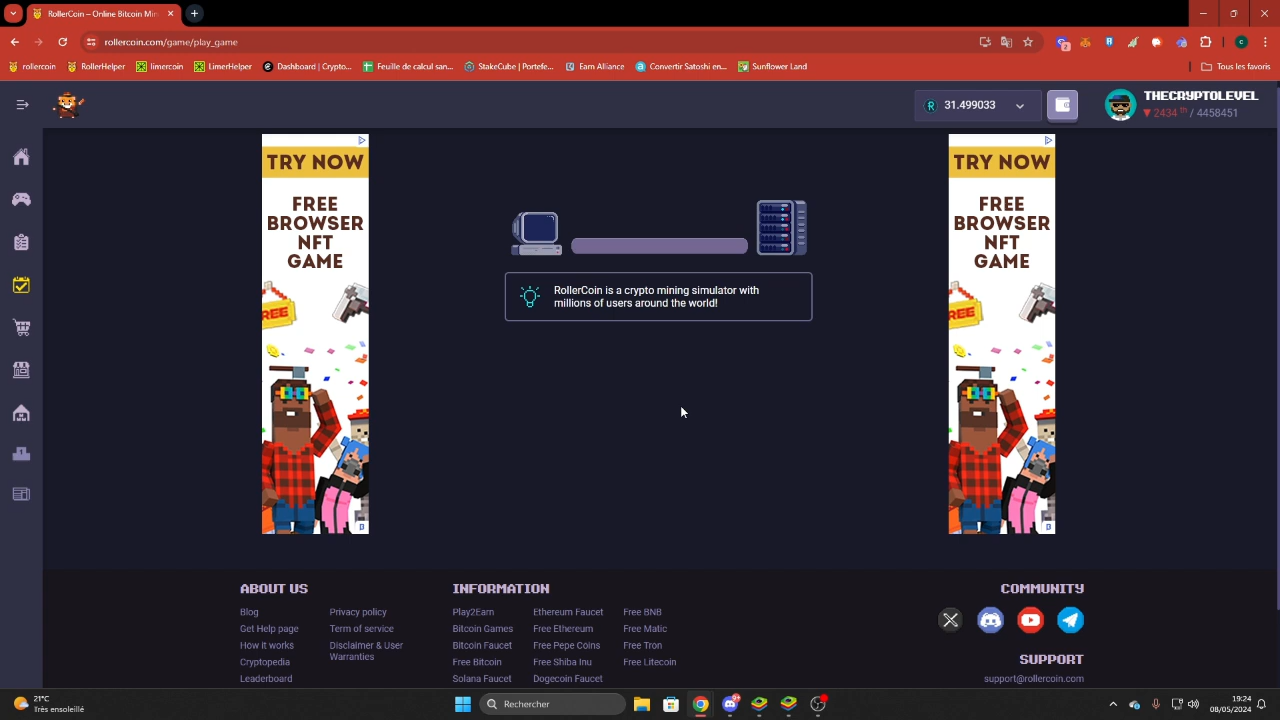 RollerCoin – Online Bitcoin Min
rollercoin.com/game/play_game
rollercoin
RollerHelper
limercoin
LimerHelper
Dashboard | Crypto...
Feuille de calcul san...
StakeCube | Portefe...
Earn Alliance
Convertir Satoshi en...
Sunflower Land
Tous les favoris
31.499033
THECRYPTOLEVEL
2434 th / 4458451
TRY NOW
FREE
BROWSER
NFT
GAME
FREE
TRY NOW
FREE
BROWSER
NFT
GAME
FREE
RollerCoin is a crypto mining simulator with
millions of users around the world!
ABOUT US
Blog
Get Help page
How it works
Cryptopedia
Leaderboard
Privacy policy
Term of service
Disclaimer & User
Warranties
INFORMATION
Play2Earn
Bitcoin Games
Bitcoin Faucet
Free Bitcoin
Solana Faucet
Ethereum Faucet
Free Ethereum
Free Pepe Coins
Free Shiba Inu
Dogecoin Faucet
Free BNB
Free Matic
Free Tron
Free Litecoin
COMMUNITY
SUPPORT
support@rollercoin.com
21°C
Très ensoleillé
Rechercher
19:24
08/05/2024